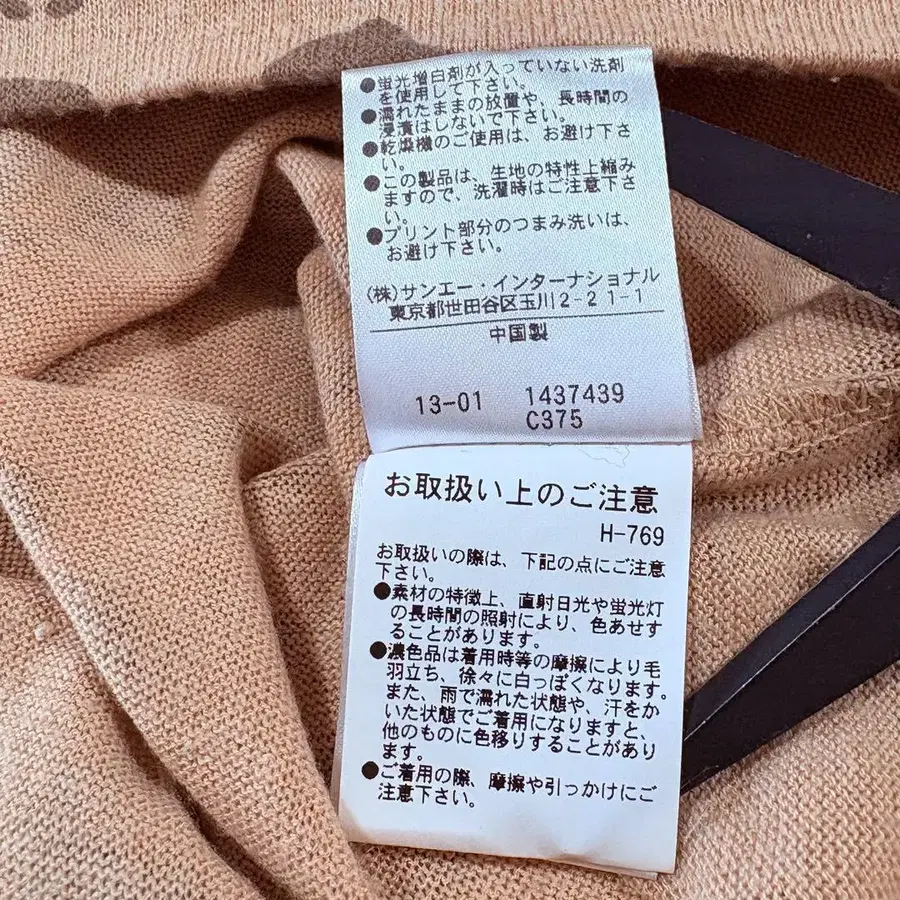 ●蛍光増白剤が入っていない洗剤
を使用して下さい。
●濡れたままの放置や、長時間の
浸漬はしないで下さい。
●乾燥機のご使用は、お避け下さ
い。
●この製品は、生地の特性上縮み
ますので、洗濯時はご注意下さ
い。
●プリント部分のつまみ洗いは、
お避け下さい。
(株)サンエー・インターナショナル
東京都世田谷区玉川2-21-1
中国製
13-01 1437439
C375
お取扱い上のご注意
H-769
お取扱いの際は、下記の点にご注意
下さい。
●素材の特徴上、直射日光や蛍光灯
の長時間の照射により、色あせす
ることがあります。
●濃色品は着用時等の摩擦により毛
羽立ち、徐々に白っぽくなります。
また、雨で濡れた状態や、汗をか
いた状態でご着用になりますと、
他のものに色移りすることがあり
ます。
●ご着用の際、摩擦や引っかけにご
注意下さい。